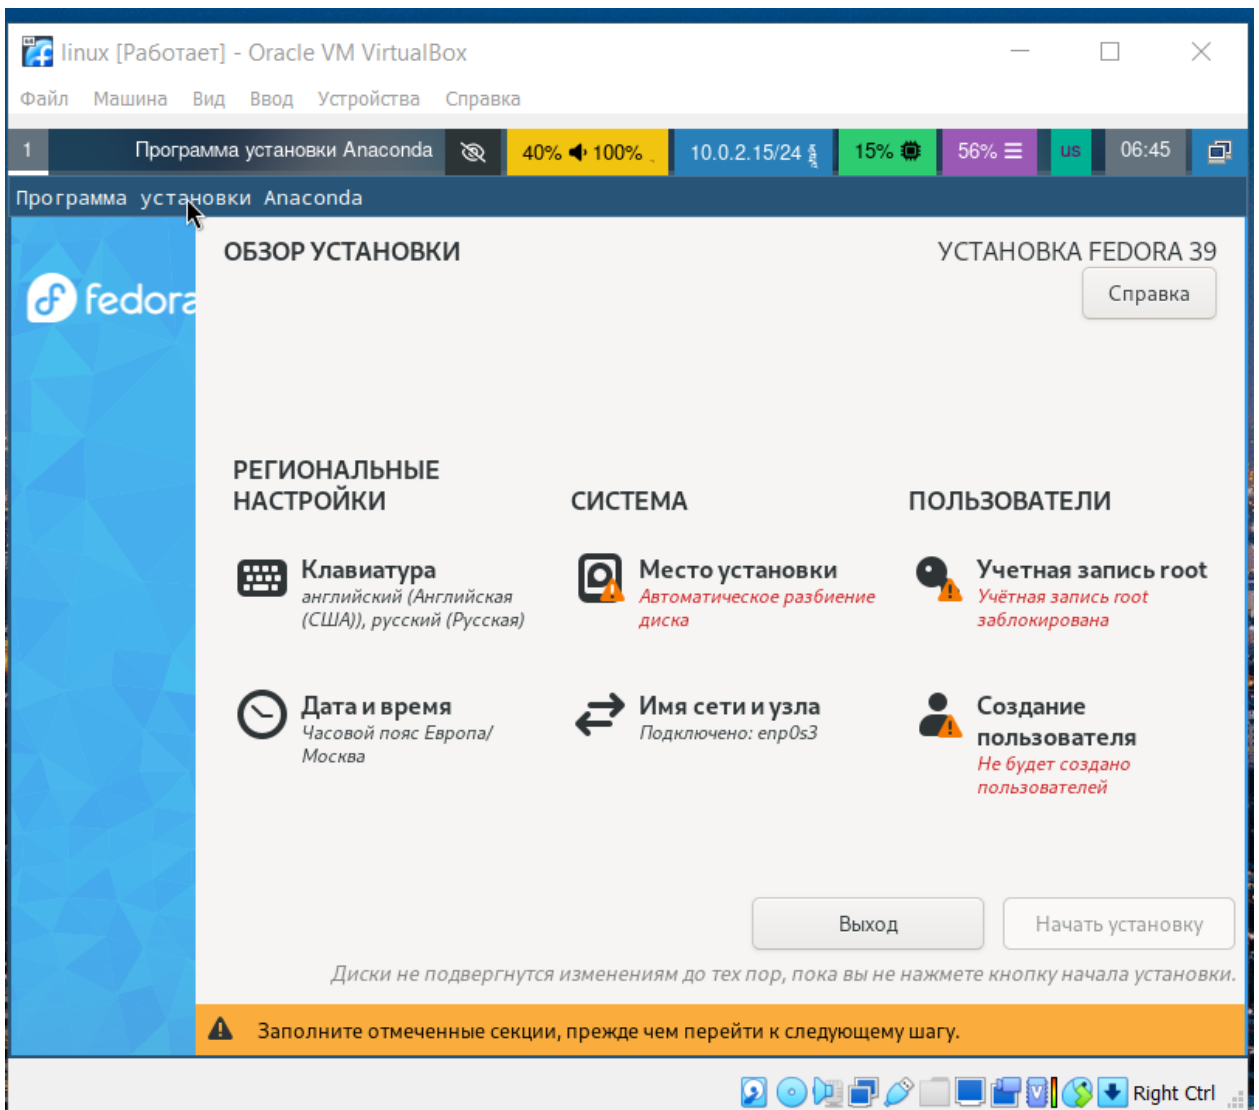 linux [Работает] - Oracle VM VirtualBox
Файл Машина Вид Ввод Устройства Справка
1 Программа установки Anaconda 40% 100% 10.0.2.15/24 15% 56% us 06:45
Программа установки Anaconda
ОБЗОР УСТАНОВКИ
УСТАНОВКА FEDORA 39
fedora
Справка
РЕГИОНАЛЬНЫЕ
НАСТРОЙКИ
Клавиатура
английский (Английская
(США)), русский (Русская)
Дата и время
Часовой пояс Европа/
Москва
СИСТЕМА
Место установки
Автоматическое разбиение
диска
Имя сети и узла
Подключено: enp0s3
ПОЛЬЗОВАТЕЛИ
Учетная запись root
Учётная запись root
заблокирована
Создание
пользователя
Не будет создано
пользователей
Выход
Начать установку
Диски не подвергнутся изменениям до тех пор, пока вы не нажмете кнопку начала установки.
Заполните отмеченные секции, прежде чем перейти к следующему шагу.
Right Ctrl